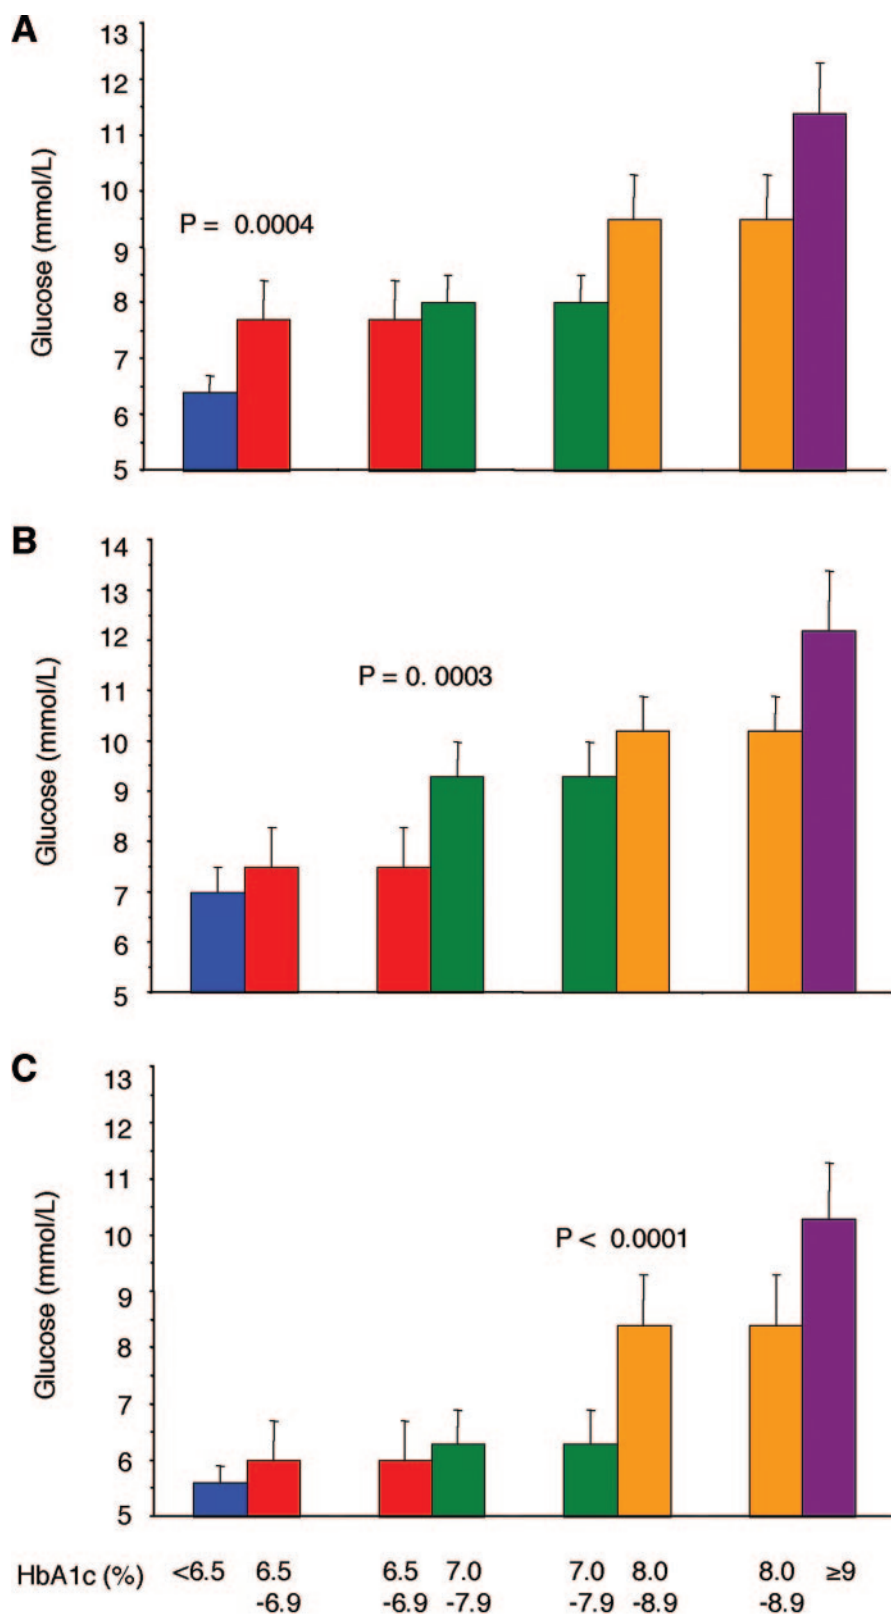 A
13
12
11
10
9
8
7
6
5
Glucose (mmol/L)
P = 0.0004
B
14
13
12
11
10
9
8
7
6
5
Glucose (mmol/L)
P = 0. 0003
C
13
12
11
10
9
8
7
6
5
Glucose (mmol/L)
P < 0.0001
HbA1c (%) <6.5 6.5 6.5 7.0 7.0 8.0 8.0 ≥9
-6.9 -6.9 -7.9 -7.9 -8.9 -8.9